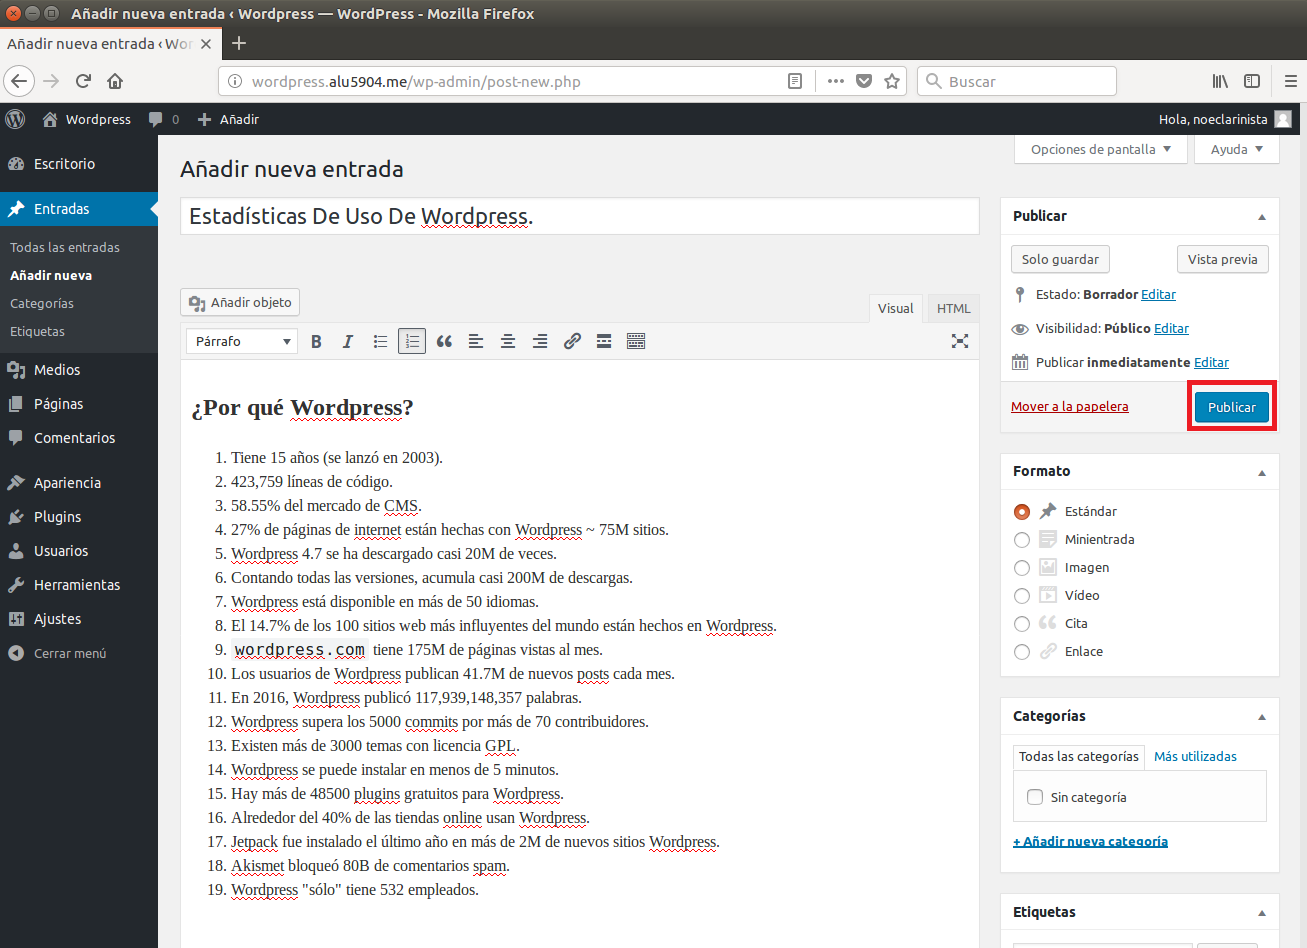 Añadir nueva entrada ‹ Wordpress — WordPress - Mozilla Firefox
Añadir nueva entrada ‹ Wor
wordpress.alu5904.me/wp-admin/post-new.php
Buscar
Wordpress
0
Añadir
Hola, noeclarinista
Escritorio
Entradas
Todas las entradas
Añadir nueva
Categorías
Etiquetas
Medios
Páginas
Comentarios
Apariencia
Plugins
Usuarios
Herramientas
Ajustes
Cerrar menú
Opciones de pantalla
Ayuda
Añadir nueva entrada
Estadísticas De Uso De Wordpress.
Añadir objeto
Visual
HTML
Párrafo
B I
¿Por qué Wordpress?
1. Tiene 15 años (se lanzó en 2003).
2. 423,759 líneas de código.
3. 58.55% del mercado de CMS.
4. 27% de páginas de internet están hechas con Wordpress ~ 75M sitios.
5. Wordpress 4.7 se ha descargado casi 20M de veces.
6. Contando todas las versiones, acumula casi 200M de descargas.
7. Wordpress está disponible en más de 50 idiomas.
8. El 14.7% de los 100 sitios web más influyentes del mundo están hechos en Wordpress.
9. wordpress.com tiene 175M de páginas vistas al mes.
10. Los usuarios de Wordpress publican 41.7M de nuevos posts cada mes.
11. En 2016, Wordpress publicó 117,939,148,357 palabras.
12. Wordpress supera los 5000 commits por más de 70 contribuidores.
13. Existen más de 3000 temas con licencia GPL.
14. Wordpress se puede instalar en menos de 5 minutos.
15. Hay más de 48500 plugins gratuitos para Wordpress.
16. Alrededor del 40% de las tiendas online usan Wordpress.
17. Jetpack fue instalado el último año en más de 2M de nuevos sitios Wordpress.
18. Akismet bloqueó 80B de comentarios spam.
19. Wordpress "sólo" tiene 532 empleados.
Publicar
Solo guardar
Vista previa
Estado: Borrador Editar
Visibilidad: Público Editar
Publicar inmediatamente Editar
Mover a la papelera
Publicar
Formato
Estándar
Minientrada
Imagen
Vídeo
Cita
Enlace
Categorías
Todas las categorías
Más utilizadas
Sin categoría
+ Añadir nueva categoría
Etiquetas